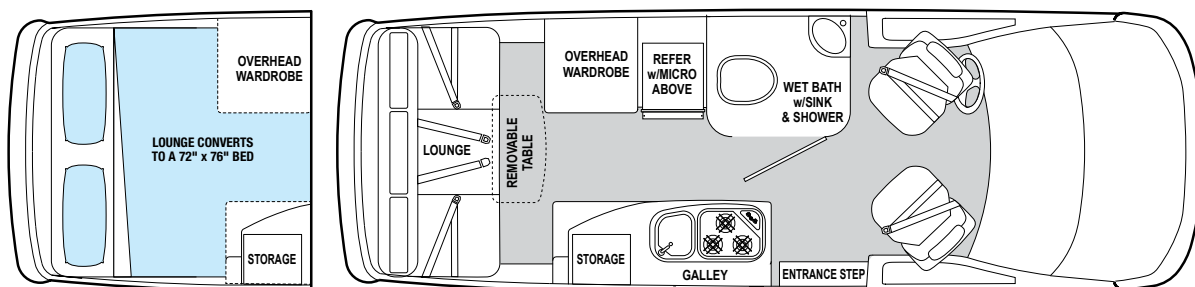 OVERHEAD
WARDROBE
LOUNGE CONVERTS
TO A 72" x 76" BED
STORAGE
LOUNGE
REMOVABLE
TABLE
OVERHEAD
WARDROBE
REFER
w/MICRO
ABOVE
WET BATH
w/SINK
& SHOWER
STORAGE
GALLEY
ENTRANCE STEP